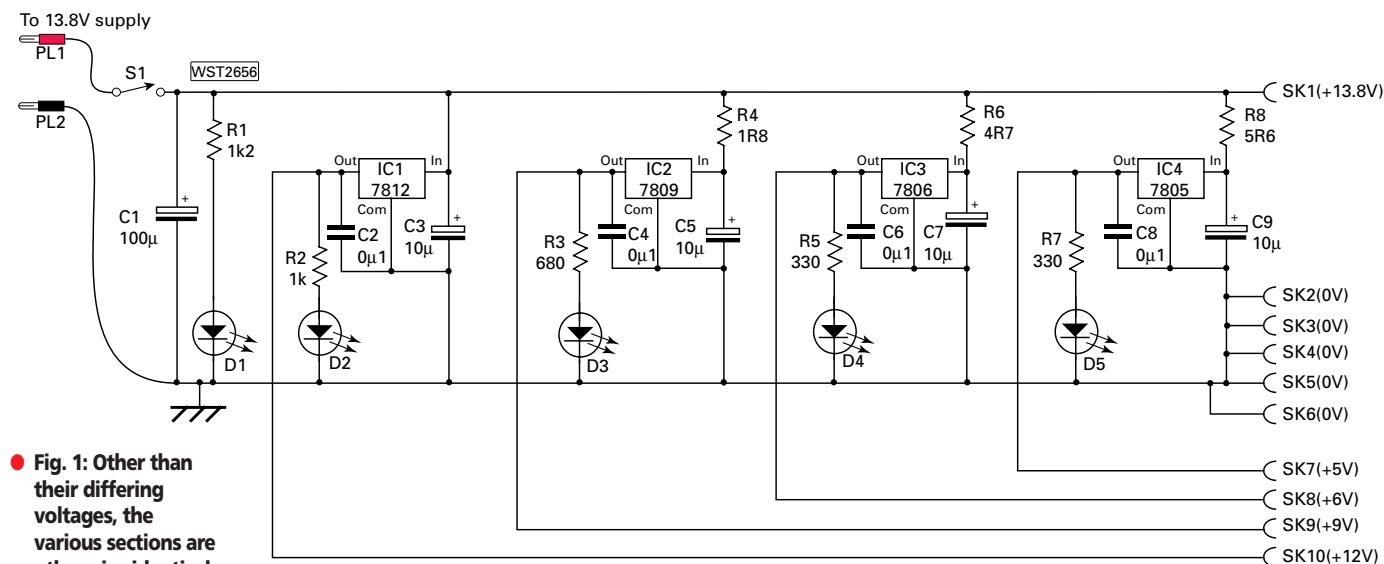 To 13.8V supply
PL1
S1
WST2656
SK1(+13.8V)
PL2
R1
1k2
R4
1R8
R6
4R7
R8
5R6
Out
IC1
7812
In
Com
Out
IC2
7809
In
Com
Out
IC3
7806
In
Com
Out
IC4
7805
In
Com
C1
100µ
+
R2
1k
C2
0µ1
C3
10µ
+
R3
680
C4
0µ1
C5
10µ
+
R5
330
C6
0µ1
C7
10µ
+
R7
330
C8
0µ1
C9
10µ
+
D1
D2
D3
D4
D5
SK2(0V)
SK3(0V)
SK4(0V)
SK5(0V)
SK6(0V)
SK7(+5V)
SK8(+6V)
SK9(+9V)
SK10(+12V)
Fig. 1: Other than
their differing
voltages, the
various sections are